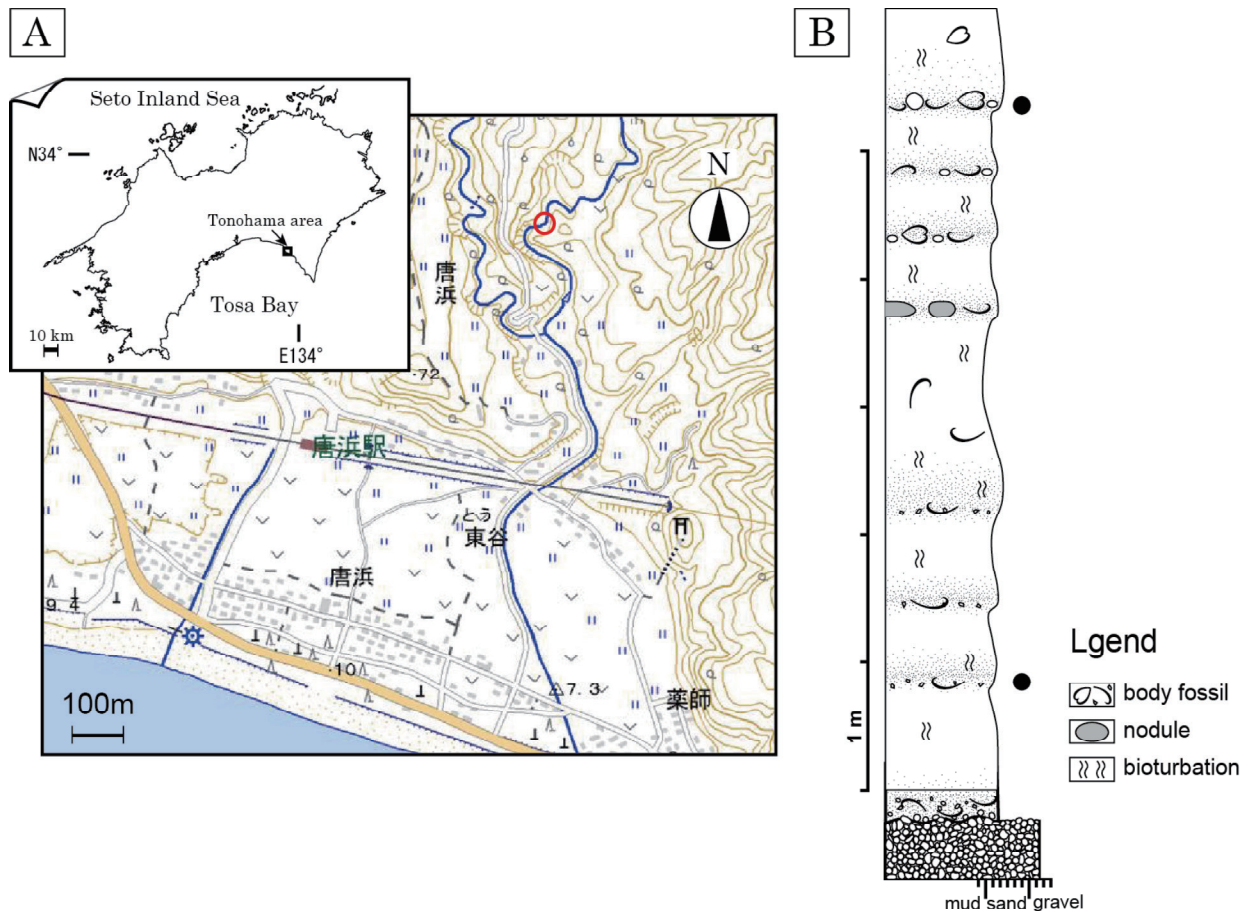 A
Seto Inland Sea
N34°
Tonohama area
Tosa Bay
10 km
E134°
N
唐浜
·72
唐浜駅
とう
東谷
唐浜
9.4
·10
7.3
薬師
100m
B
1 m
Lgend
body fossil
nodule
bioturbation
mud sand gravel